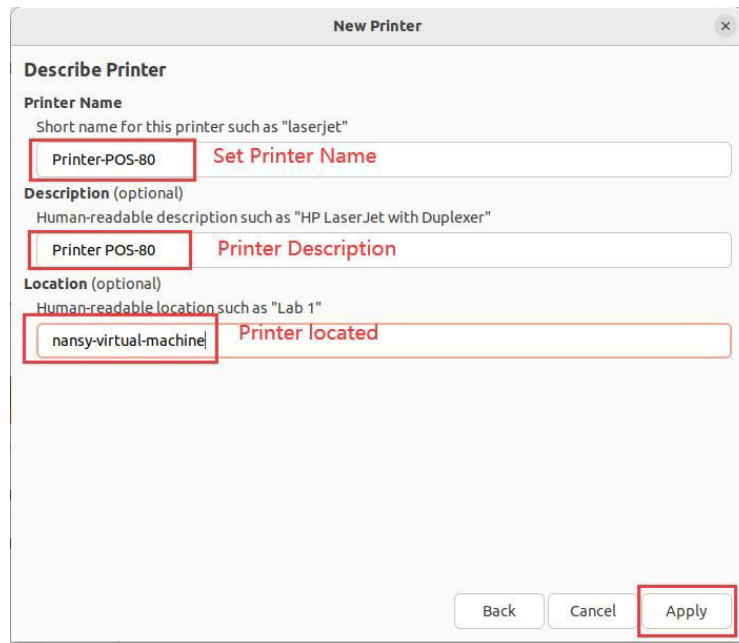 New Printer
Describe Printer
Printer Name
Short name for this printer such as "laserjet"
Printer-POS-80 Set Printer Name
Description (optional)
Human-readable description such as "HP LaserJet with Duplexer"
Printer POS-80 Printer Description
Location (optional)
Human-readable location such as "Lab 1"
nansy-virtual-machine Printer located
Back Cancel Apply